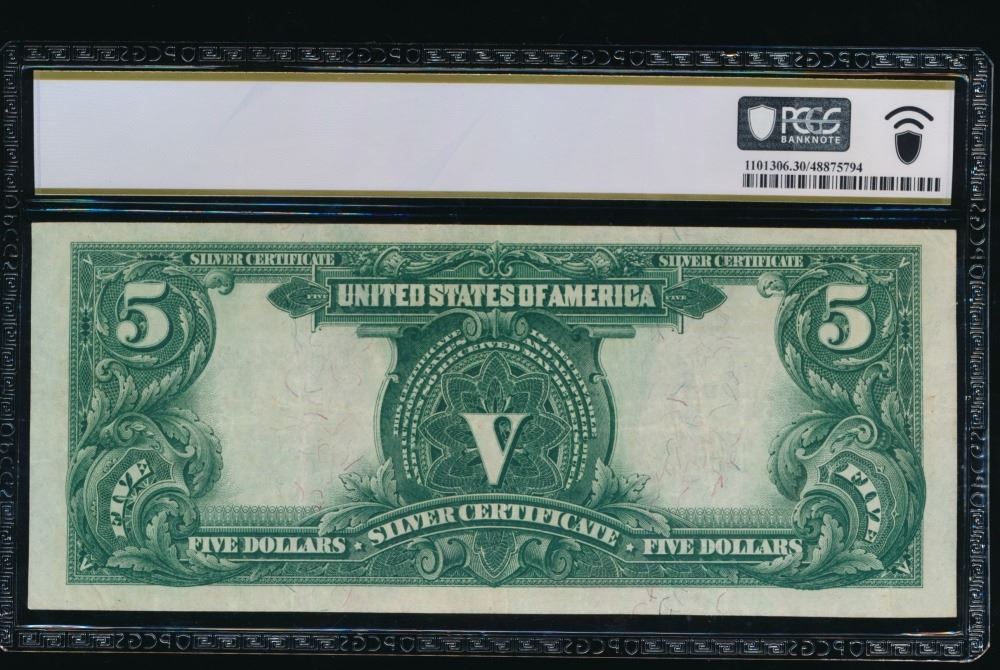 PCGS
BANKNOTE
1101306.30/48875794
SILVER CERTIFICATE
SILVER CERTIFICATE
FIVE
UNITED STATES OF AMERICA
FIVE
5
5
V
FIVE
FIVE
FIVE DOLLARS
SILVER CERTIFICATE
FIVE DOLLARS